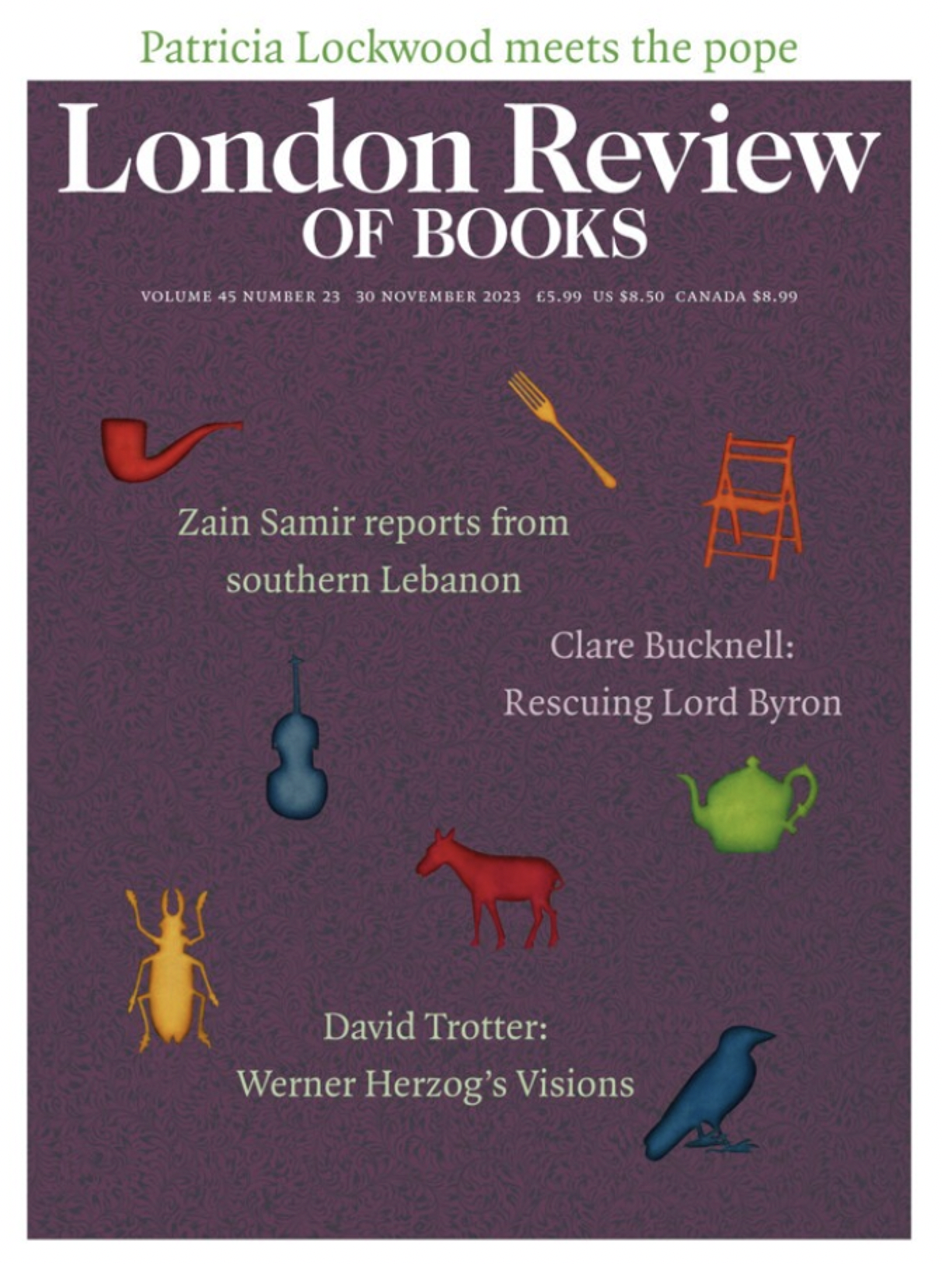 Patricia Lockwood meets the pope
London Review
OF BOOKS
VOLUME 45 NUMBER 23 30 NOVEMBER 2023 £5.99 US $8.50 CANADA $8.99
Zain Samir reports from
southern Lebanon
Clare Bucknell:
Rescuing Lord Byron
David Trotter:
Werner Herzog’s Visions